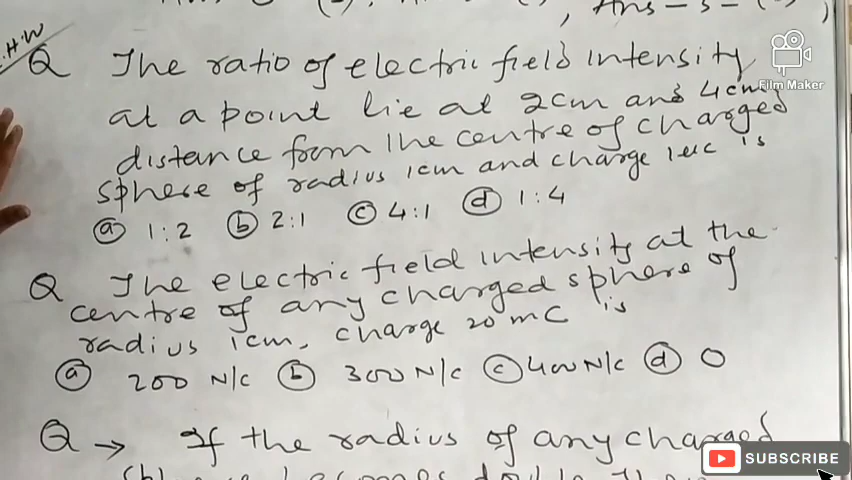 Ans-3-(
H.W
Q The ratio of electric field intensity
at a point lie at 2cm and 4cm
distance from the centre of charged
sphere of radius 1cm and charge 1μc is
(a) 1:2 (b) 2:1 (c) 4:1 (d) 1:4
Q The electric field intensity at the
centre of any charged sphere of
radius 1cm, charge 20mC is
(a) 200 N/C (b) 300 N/C (c) 400 N/C (d) 0
Q → If the radius of any charged
Film Maker
SUBSCRIBE